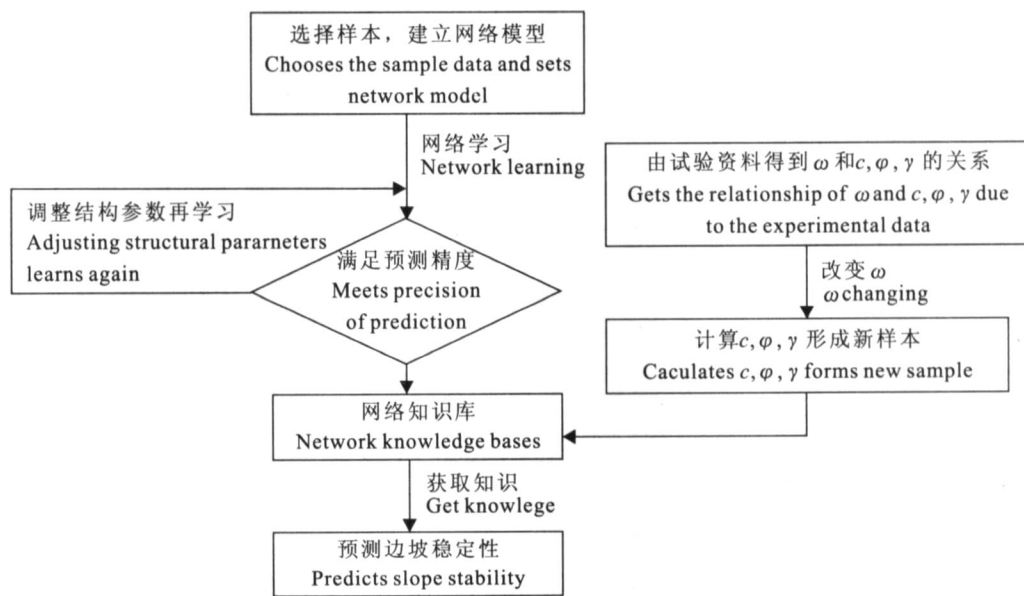 选择样本，建立网络模型
Chooses the sample data and sets
network model
网络学习
Network learning
由试验资料得到 ω 和c, φ, γ 的关系
Gets the relationship of ω and c, φ, γ due
to the experimental data
调整结构参数再学习
Adjusting structural pararneters
learns again
满足预测精度
Meets precision
of prediction
改变 ω
ω changing
计算c, φ, γ 形成新样本
Caculates c, φ, γ forms new sample
网络知识库
Network knowledge bases
获取知识
Get knowlege
预测边坡稳定性
Predicts slope stability